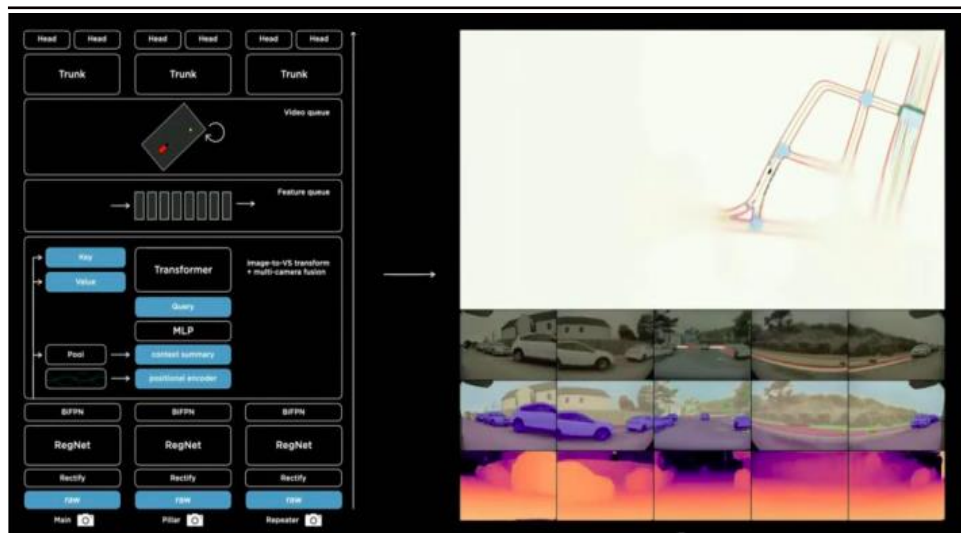 Head Head Head Head Head Head
Trunk Trunk Trunk
Video queue
Feature queue
Key
Value
Transformer
image-to-VS transform
+ multi-camera fusion
Query
MLP
Pool
context summary
positional encoder
BiFPN BiFPN BiFPN
RegNet RegNet RegNet
Rectify Rectify Rectify
raw raw raw
Main Pillar Repeater